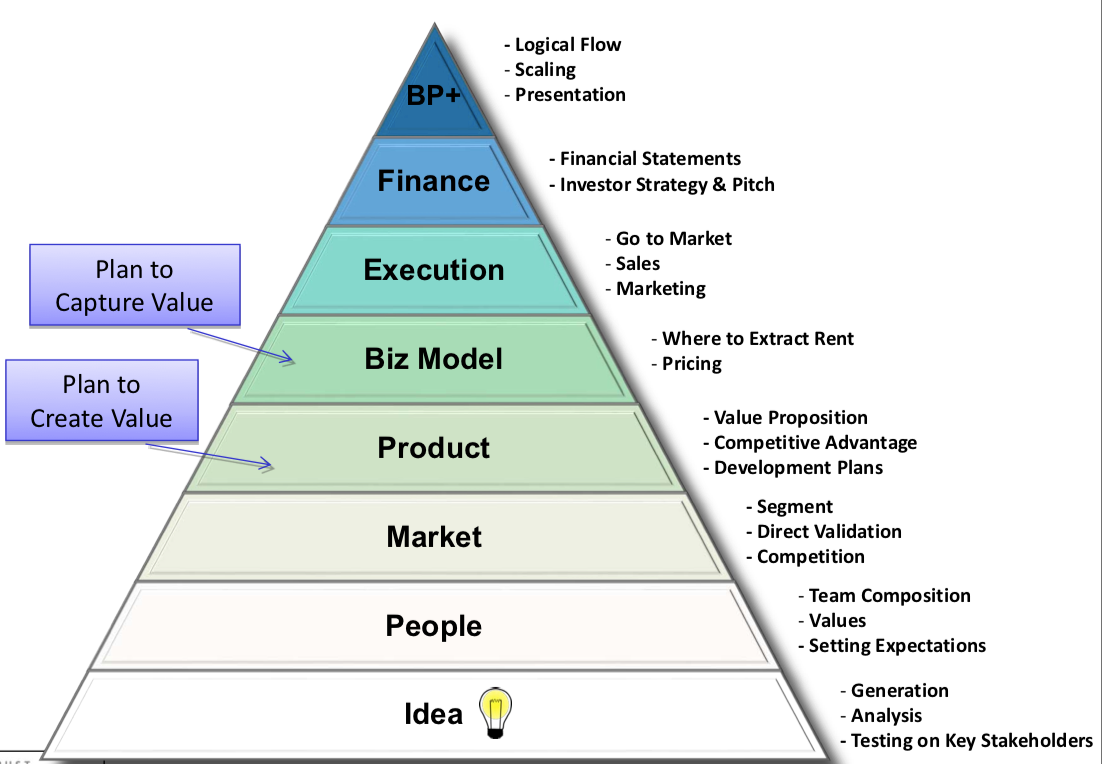 BP+
- Logical Flow
- Scaling
- Presentation
Finance
- Financial Statements
- Investor Strategy & Pitch
Execution
- Go to Market
- Sales
- Marketing
Plan to
Capture Value
Biz Model
- Where to Extract Rent
- Pricing
Plan to
Create Value
Product
- Value Proposition
- Competitive Advantage
- Development Plans
Market
- Segment
- Direct Validation
- Competition
People
- Team Composition
- Values
- Setting Expectations
Idea
- Generation
- Analysis
- Testing on Key Stakeholders